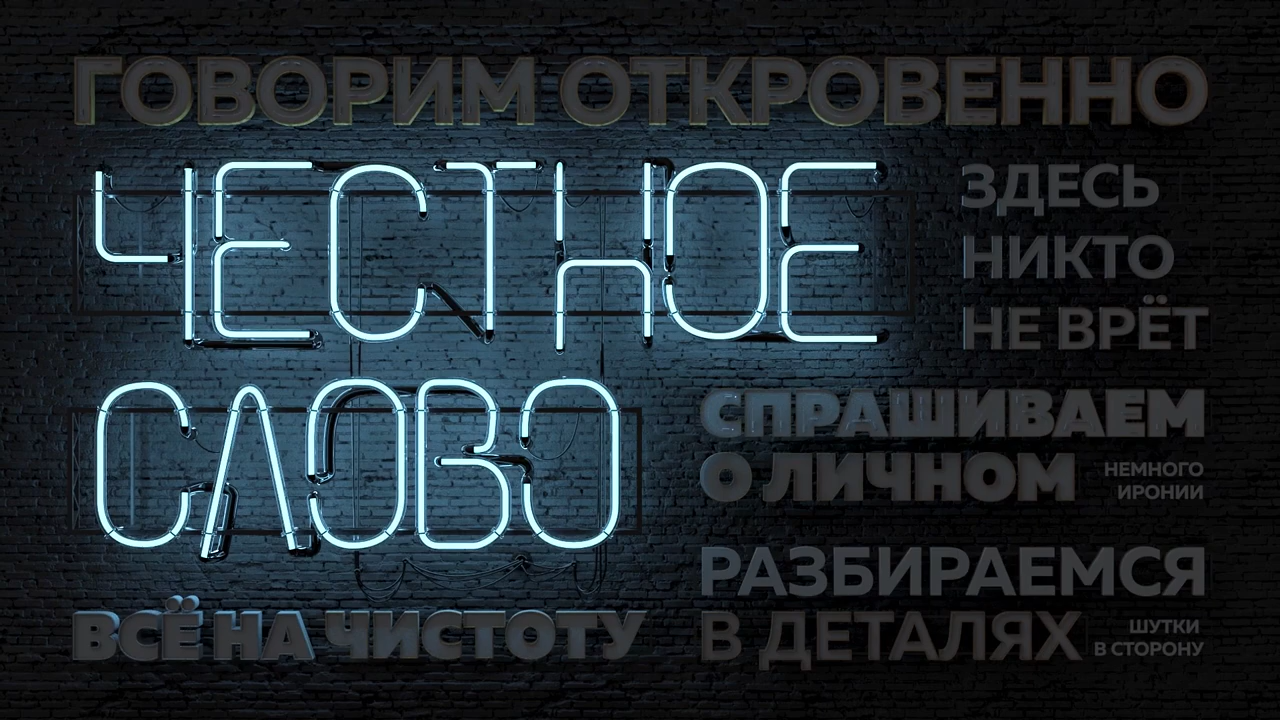 ГОВОРИМ ОТКРОВЕННО
ЧЕСТНОЕ
СЛОВО
ВСЁ НА ЧИСТОТУ
ЗДЕСЬ
НИКТО
НЕ ВРЁТ
СПРАШИВАЕМ
О ЛИЧНОМ
НЕМНОГО
ИРОНИИ
РАЗБИРАЕМСЯ
В ДЕТАЛЯХ
ШУТКИ
В СТОРОНУ